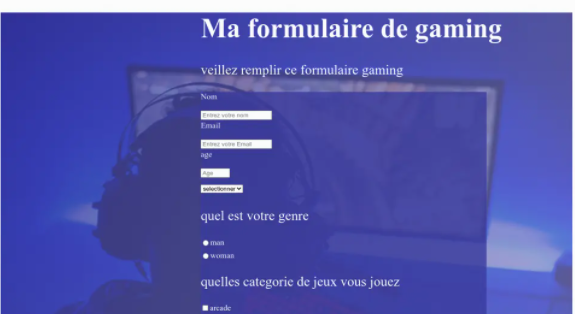 Ma formulaire de gaming
veillez remplir ce formulaire gaming
Nom
Entrez votre nom
Email
Entrez votre Email
age
Age
selectionner
quel est votre genre
man
woman
quelles categorie de jeux vous jouez
arcade